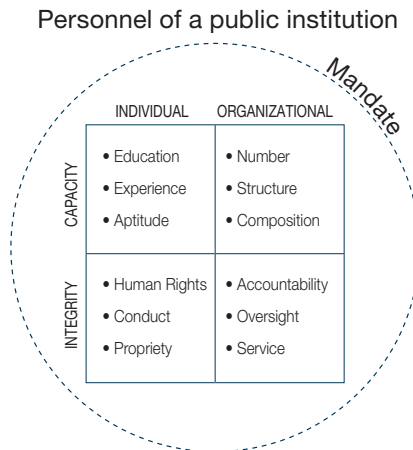 Personnel of a public institution
Mandate
INDIVIDUAL ORGANIZATIONAL
CAPACITY
• Education
• Experience
• Aptitude
• Number
• Structure
• Composition
INTEGRITY
• Human Rights
• Conduct
• Propriety
• Accountability
• Oversight
• Service